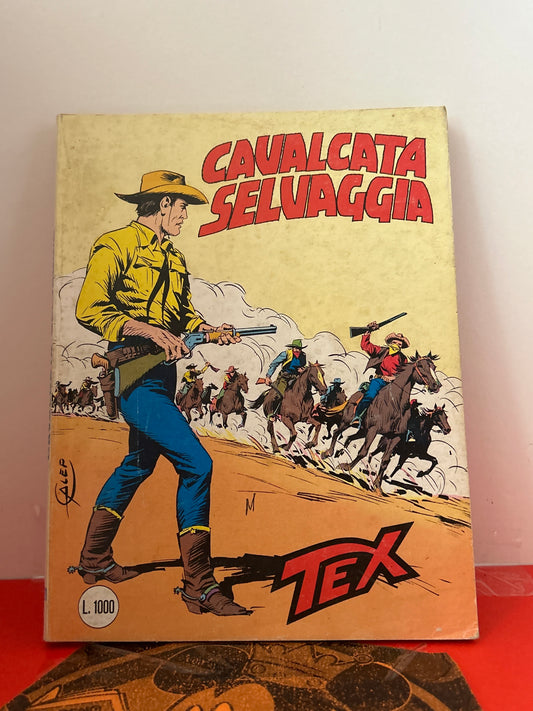 CAVALCATA
SELVAGGIA
GALEP
TEX
L. 1000